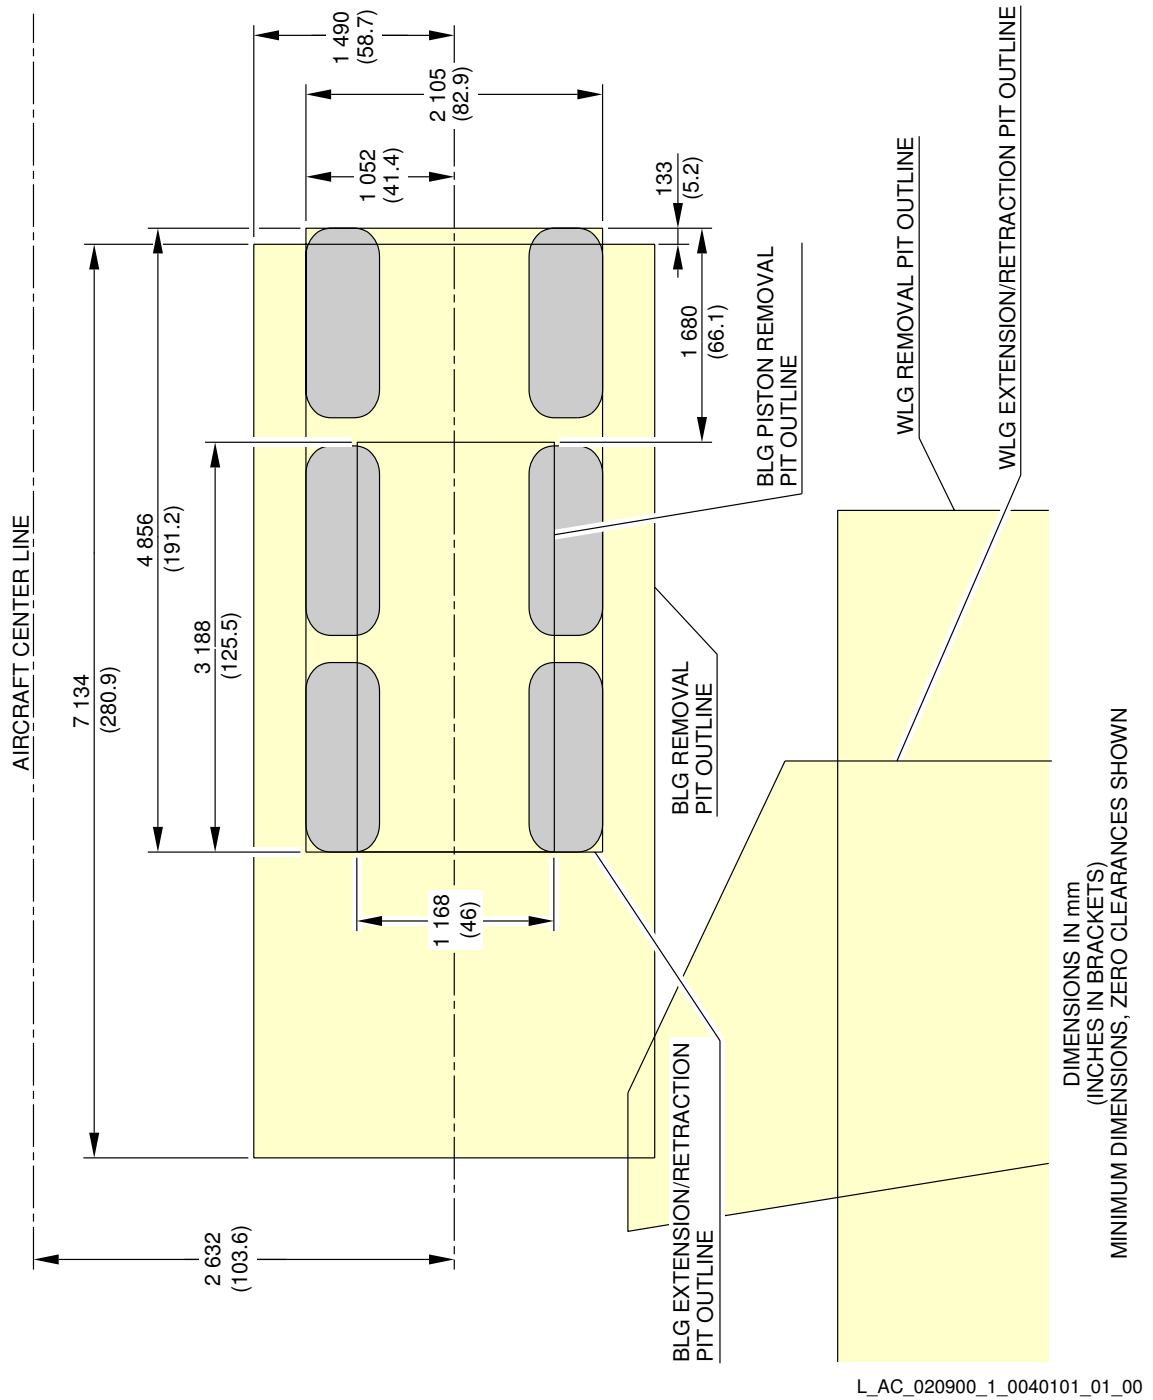 AIRCRAFT CENTER LINE
7 134
(280.9)
4 856
(191.2)
3 188
(125.5)
2 632
(103.6)
1 490
(58.7)
2 105
(82.9)
1 052
(41.4)
1 168
(46)
133
(5.2)
1 680
(66.1)
BLG PISTON REMOVAL
PIT OUTLINE
BLG REMOVAL
PIT OUTLINE
BLG EXTENSION/RETRACTION
PIT OUTLINE
WLG REMOVAL PIT OUTLINE
WLG EXTENSION/RETRACTION PIT OUTLINE
DIMENSIONS IN mm
(INCHES IN BRACKETS)
MINIMUM DIMENSIONS, ZERO CLEARANCES SHOWN
L_AC_020900_1_0040101_01_00